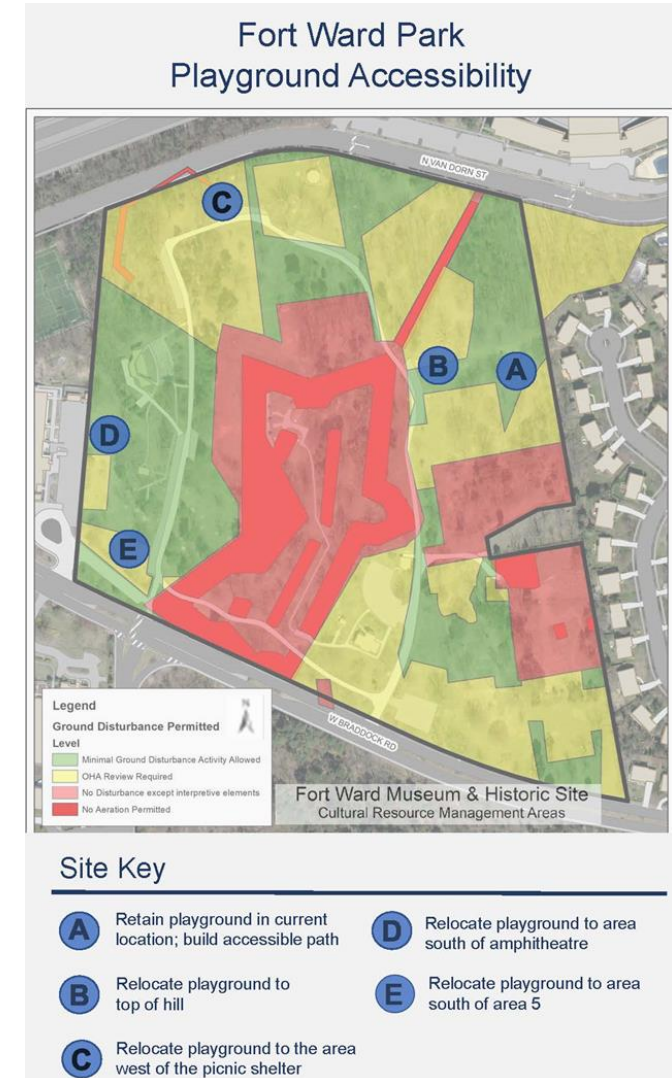 Fort Ward Park
Playground Accessibility
N VAN DORN ST
C
B
A
D
E
W BRADDOCK RD
Legend
N
Ground Disturbance Permitted
Level
Minimal Ground Disturbance Activity Allowed
OHA Review Required
No Disturbance except interpretive elements
No Aeration Permitted
Fort Ward Museum & Historic Site
Cultural Resource Management Areas
Site Key
A
Retain playground in current
location; build accessible path
B
Relocate playground to
top of hill
C
Relocate playground to the area
west of the picnic shelter
D
Relocate playground to area
south of amphitheatre
E
Relocate playground to area
south of area 5